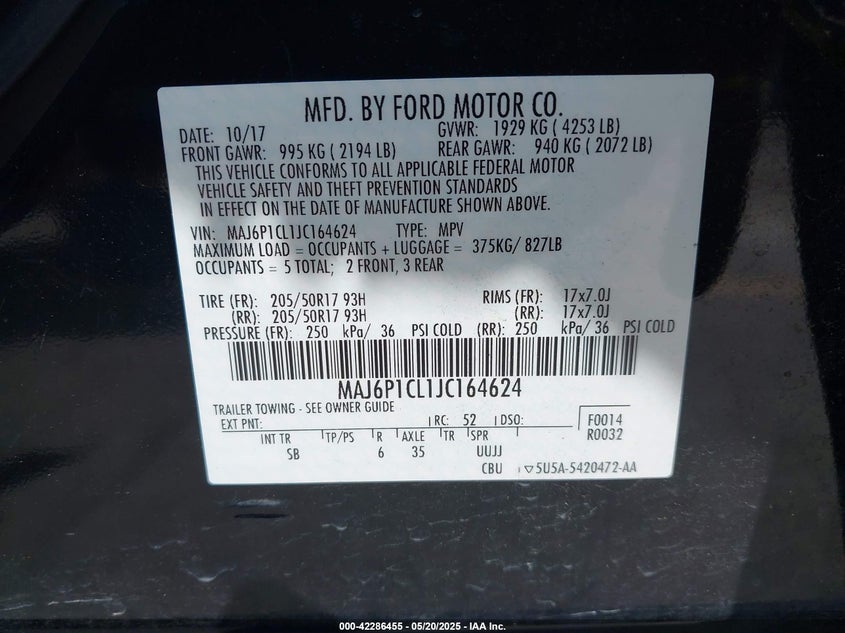 MFD. BY FORD MOTOR CO.
DATE: 10/17 GVWR: 1929 KG ( 4253 LB)
FRONT GAWR: 995 KG ( 2194 LB) REAR GAWR: 940 KG ( 2072 LB)
THIS VEHICLE CONFORMS TO ALL APPLICABLE FEDERAL MOTOR
VEHICLE SAFETY AND THEFT PREVENTION STANDARDS
IN EFFECT ON THE DATE OF MANUFACTURE SHOWN ABOVE.
VIN: MAJ6P1CL1JC164624 TYPE: MPV
MAXIMUM LOAD = OCCUPANTS + LUGGAGE = 375KG/ 827LB
OCCUPANTS = 5 TOTAL; 2 FRONT, 3 REAR
TIRE (FR): 205/50R17 93H RIMS (FR): 17x7.0J
(RR): 205/50R17 93H (RR): 17x7.0J
PRESSURE (FR): 250 kPa/ 36 PSI COLD (RR): 250 kPa/ 36 PSI COLD
MAJ6P1CL1JC164624
TRAILER TOWING - SEE OWNER GUIDE
EXT PNT: RC: 52 DSO: F0014
R0032
INT TR TP/PS R AXLE TR SPR
SB 6 35 UUJJ
CBU ▽5U5A-5420472-AA
000-42286455 — 05/20/2025 — IAA Inc.